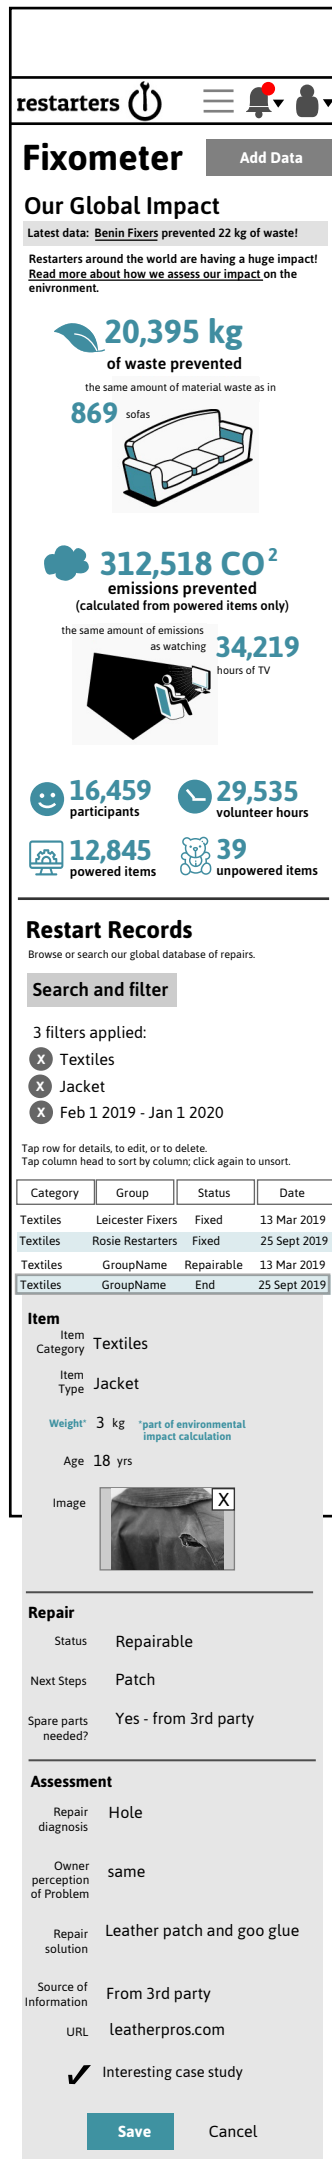 restarters
Fixometer
Add Data
Our Global Impact
Latest data: Benin Fixers prevented 22 kg of waste!
Restarters around the world are having a huge impact!
Read more about how we assess our impact on the
enivronment.
20,395 kg
of waste prevented
the same amount of material waste as in
869 sofas
312,518 CO²
emissions prevented
(calculated from powered items only)
the same amount of emissions
as watching 34,219
hours of TV
16,459
participants
29,535
volunteer hours
12,845
powered items
39
unpowered items
Restart Records
Browse or search our global database of repairs.
Search and filter
3 filters applied:
X Textiles
X Jacket
X Feb 1 2019 - Jan 1 2020
Tap row for details, to edit, or to delete.
Tap column head to sort by column; click again to unsort.
Category Group Status Date
Textiles Leicester Fixers Fixed 13 Mar 2019
Textiles Rosie Restarters Fixed 25 Sept 2019
Textiles GroupName Repairable 13 Mar 2019
Textiles GroupName End 25 Sept 2019
Item
Item
Category Textiles
Item
Type Jacket
Weight* 3 kg *part of environmental
impact calculation
Age 18 yrs
Image
X
Repair
Status Repairable
Next Steps Patch
Spare parts
needed? Yes - from 3rd party
Assessment
Repair
diagnosis Hole
Owner
perception
of Problem same
Repair
solution Leather patch and goo glue
Source of
Information From 3rd party
URL leatherpros.com
✓ Interesting case study
Save Cancel